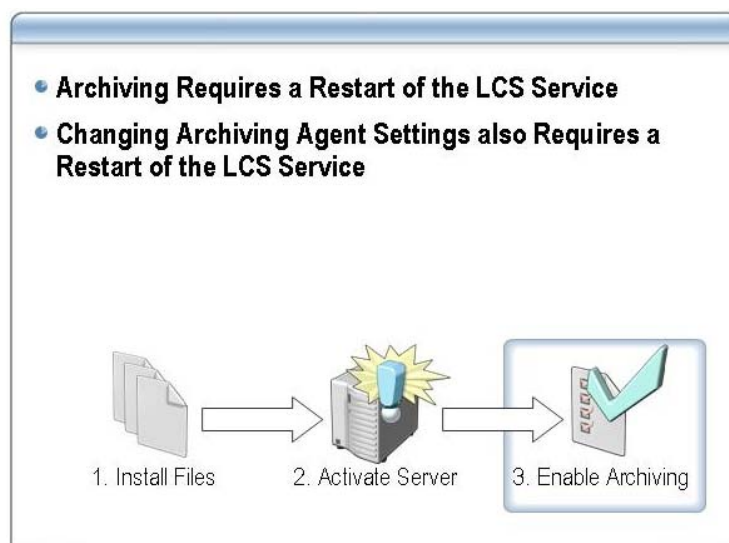 Archiving Requires a Restart of the LCS Service
Changing Archiving Agent Settings also Requires a
Restart of the LCS Service
1. Install Files
2. Activate Server
3. Enable Archiving